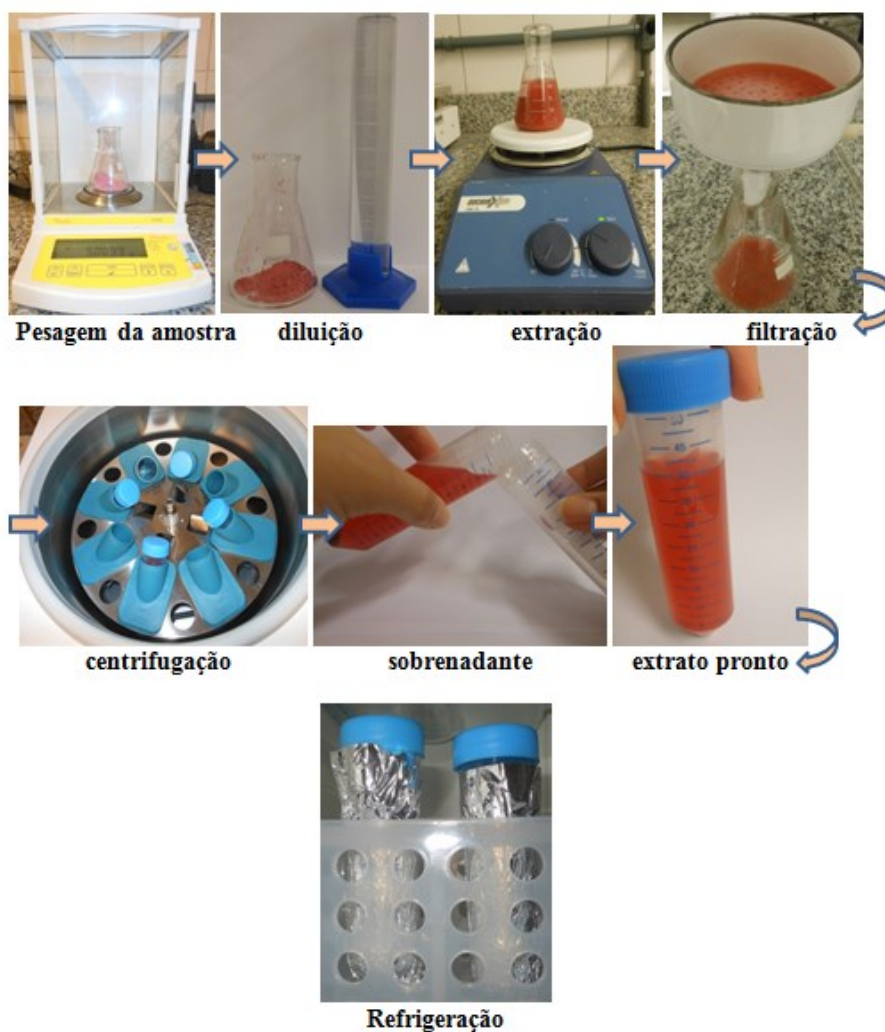 Pesagem da amostra
diluição
extração
filtração
centrifugação
sobrenadante
extrato pronto
Refrigeração